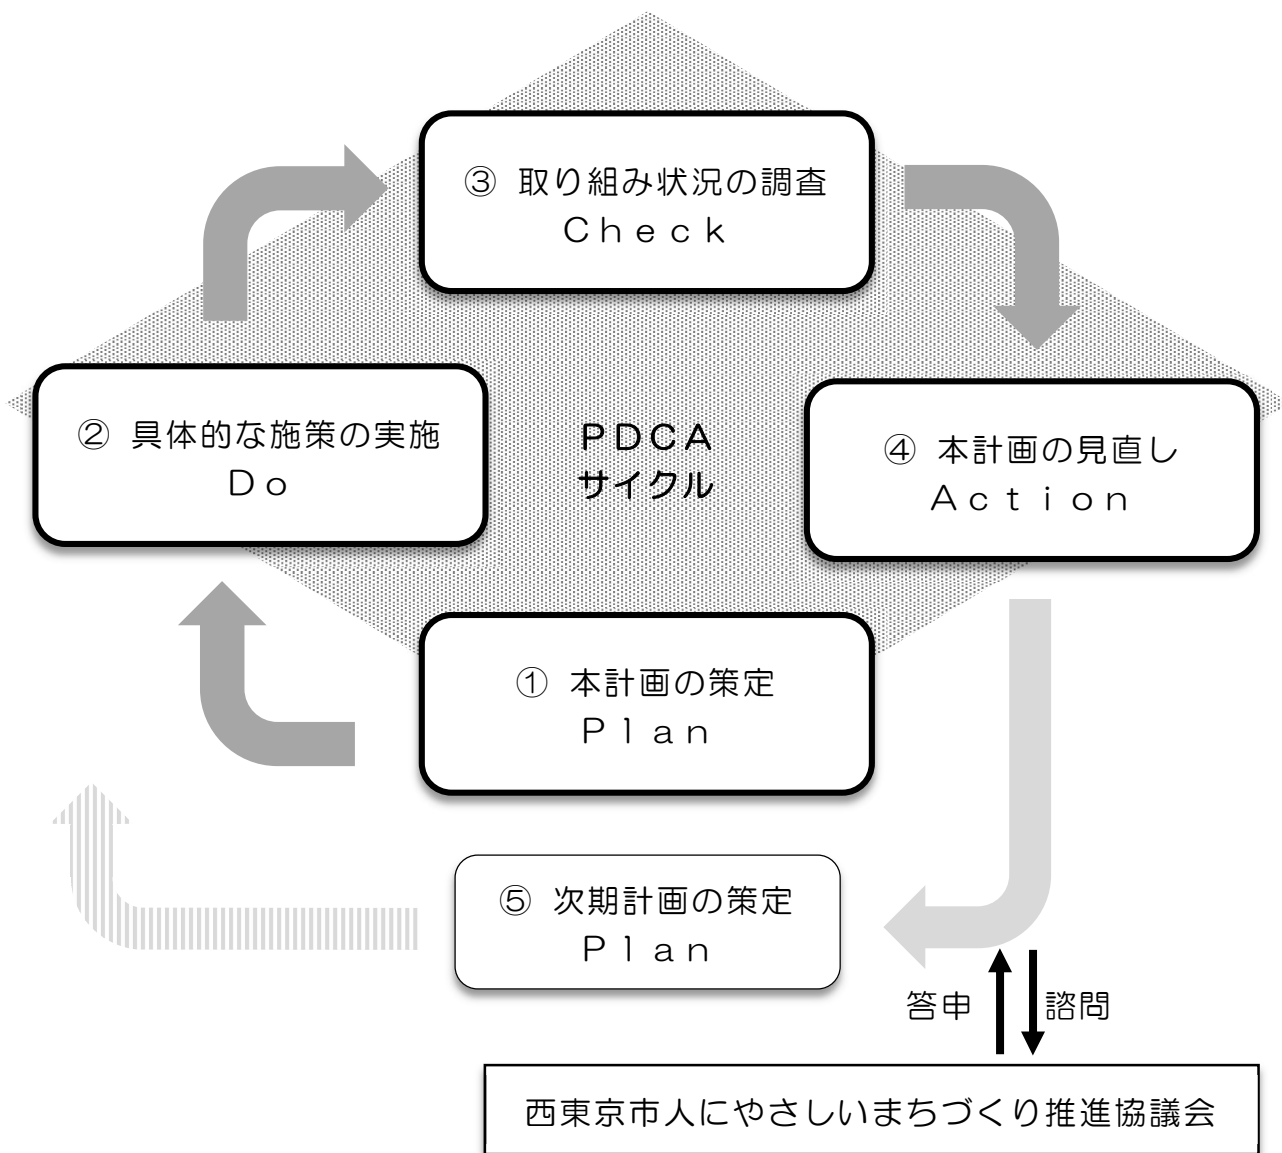 ③ 取り組み状況の調査
Ｃｈｅｃｋ
② 具体的な施策の実施
Ｄｏ
ＰＤＣＡ
サイクル
④ 本計画の見直し
Ａｃｔｉｏｎ
① 本計画の策定
Ｐｌａｎ
⑤ 次期計画の策定
Ｐｌａｎ
答申
諮問
西東京市人にやさしいまちづくり推進協議会